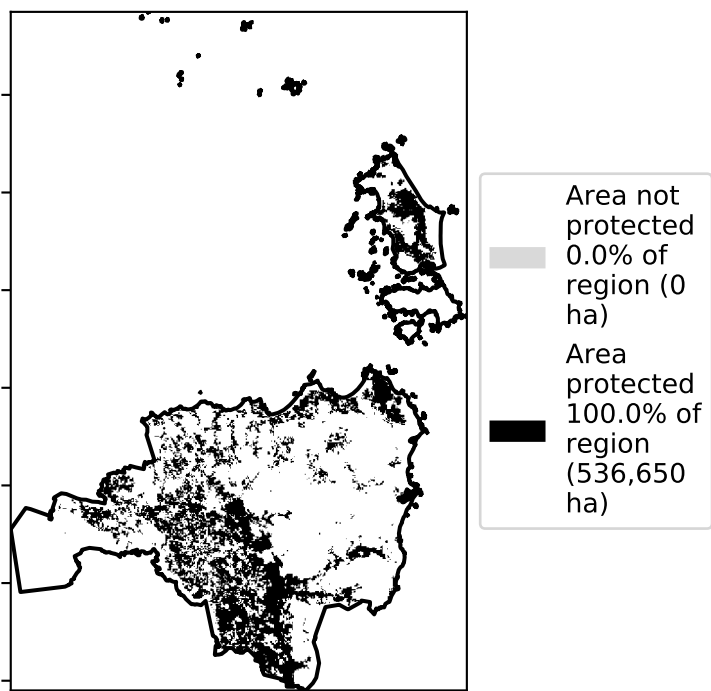 Area not
protected
0.0% of
region (0
ha)
Area
protected
100.0% of
region
(536,650
ha)